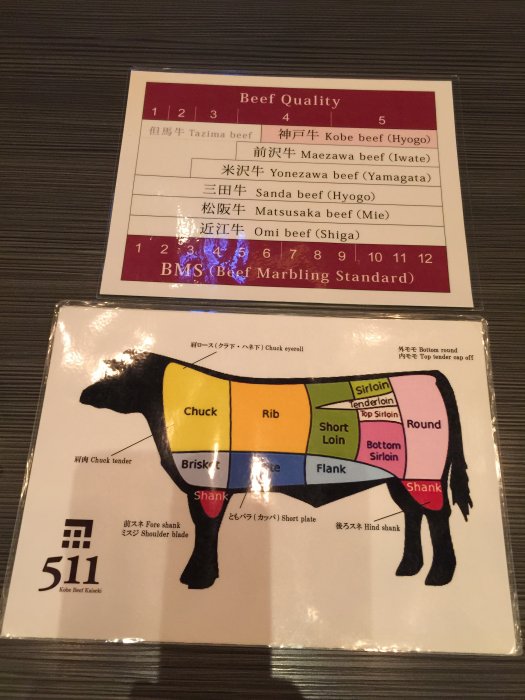 Beef Quality
1 2 3 4 5
但馬牛 Tazima beef
神戸牛 Kobe beef (Hyogo)
前沢牛 Maezawa beef (Iwate)
米沢牛 Yonezawa beef (Yamagata)
三田牛 Sanda beef (Hyogo)
松阪牛 Matsusaka beef (Mie)
近江牛 Omi beef (Shiga)
1 2 3 4 5 6 7 8 9 10 11 12
BMS (Beef Marbling Standard)
肩ロース(クラ下・ハネ下) Chuck eyeroll
外モモ Bottom round
内モモ Top tender cap off
Chuck
Rib
Short Loin
Sirloin
Tenderloin
Top Sirloin
Bottom Sirloin
Round
肩肉 Chuck tender
Brisket
Flank
Shank
Shank
ともバラ(カッパ) Short plate
前スネ Fore shank
ミスジ Shoulder blade
後ろスネ Hind shank
511
Kobe Beef Kaiseki